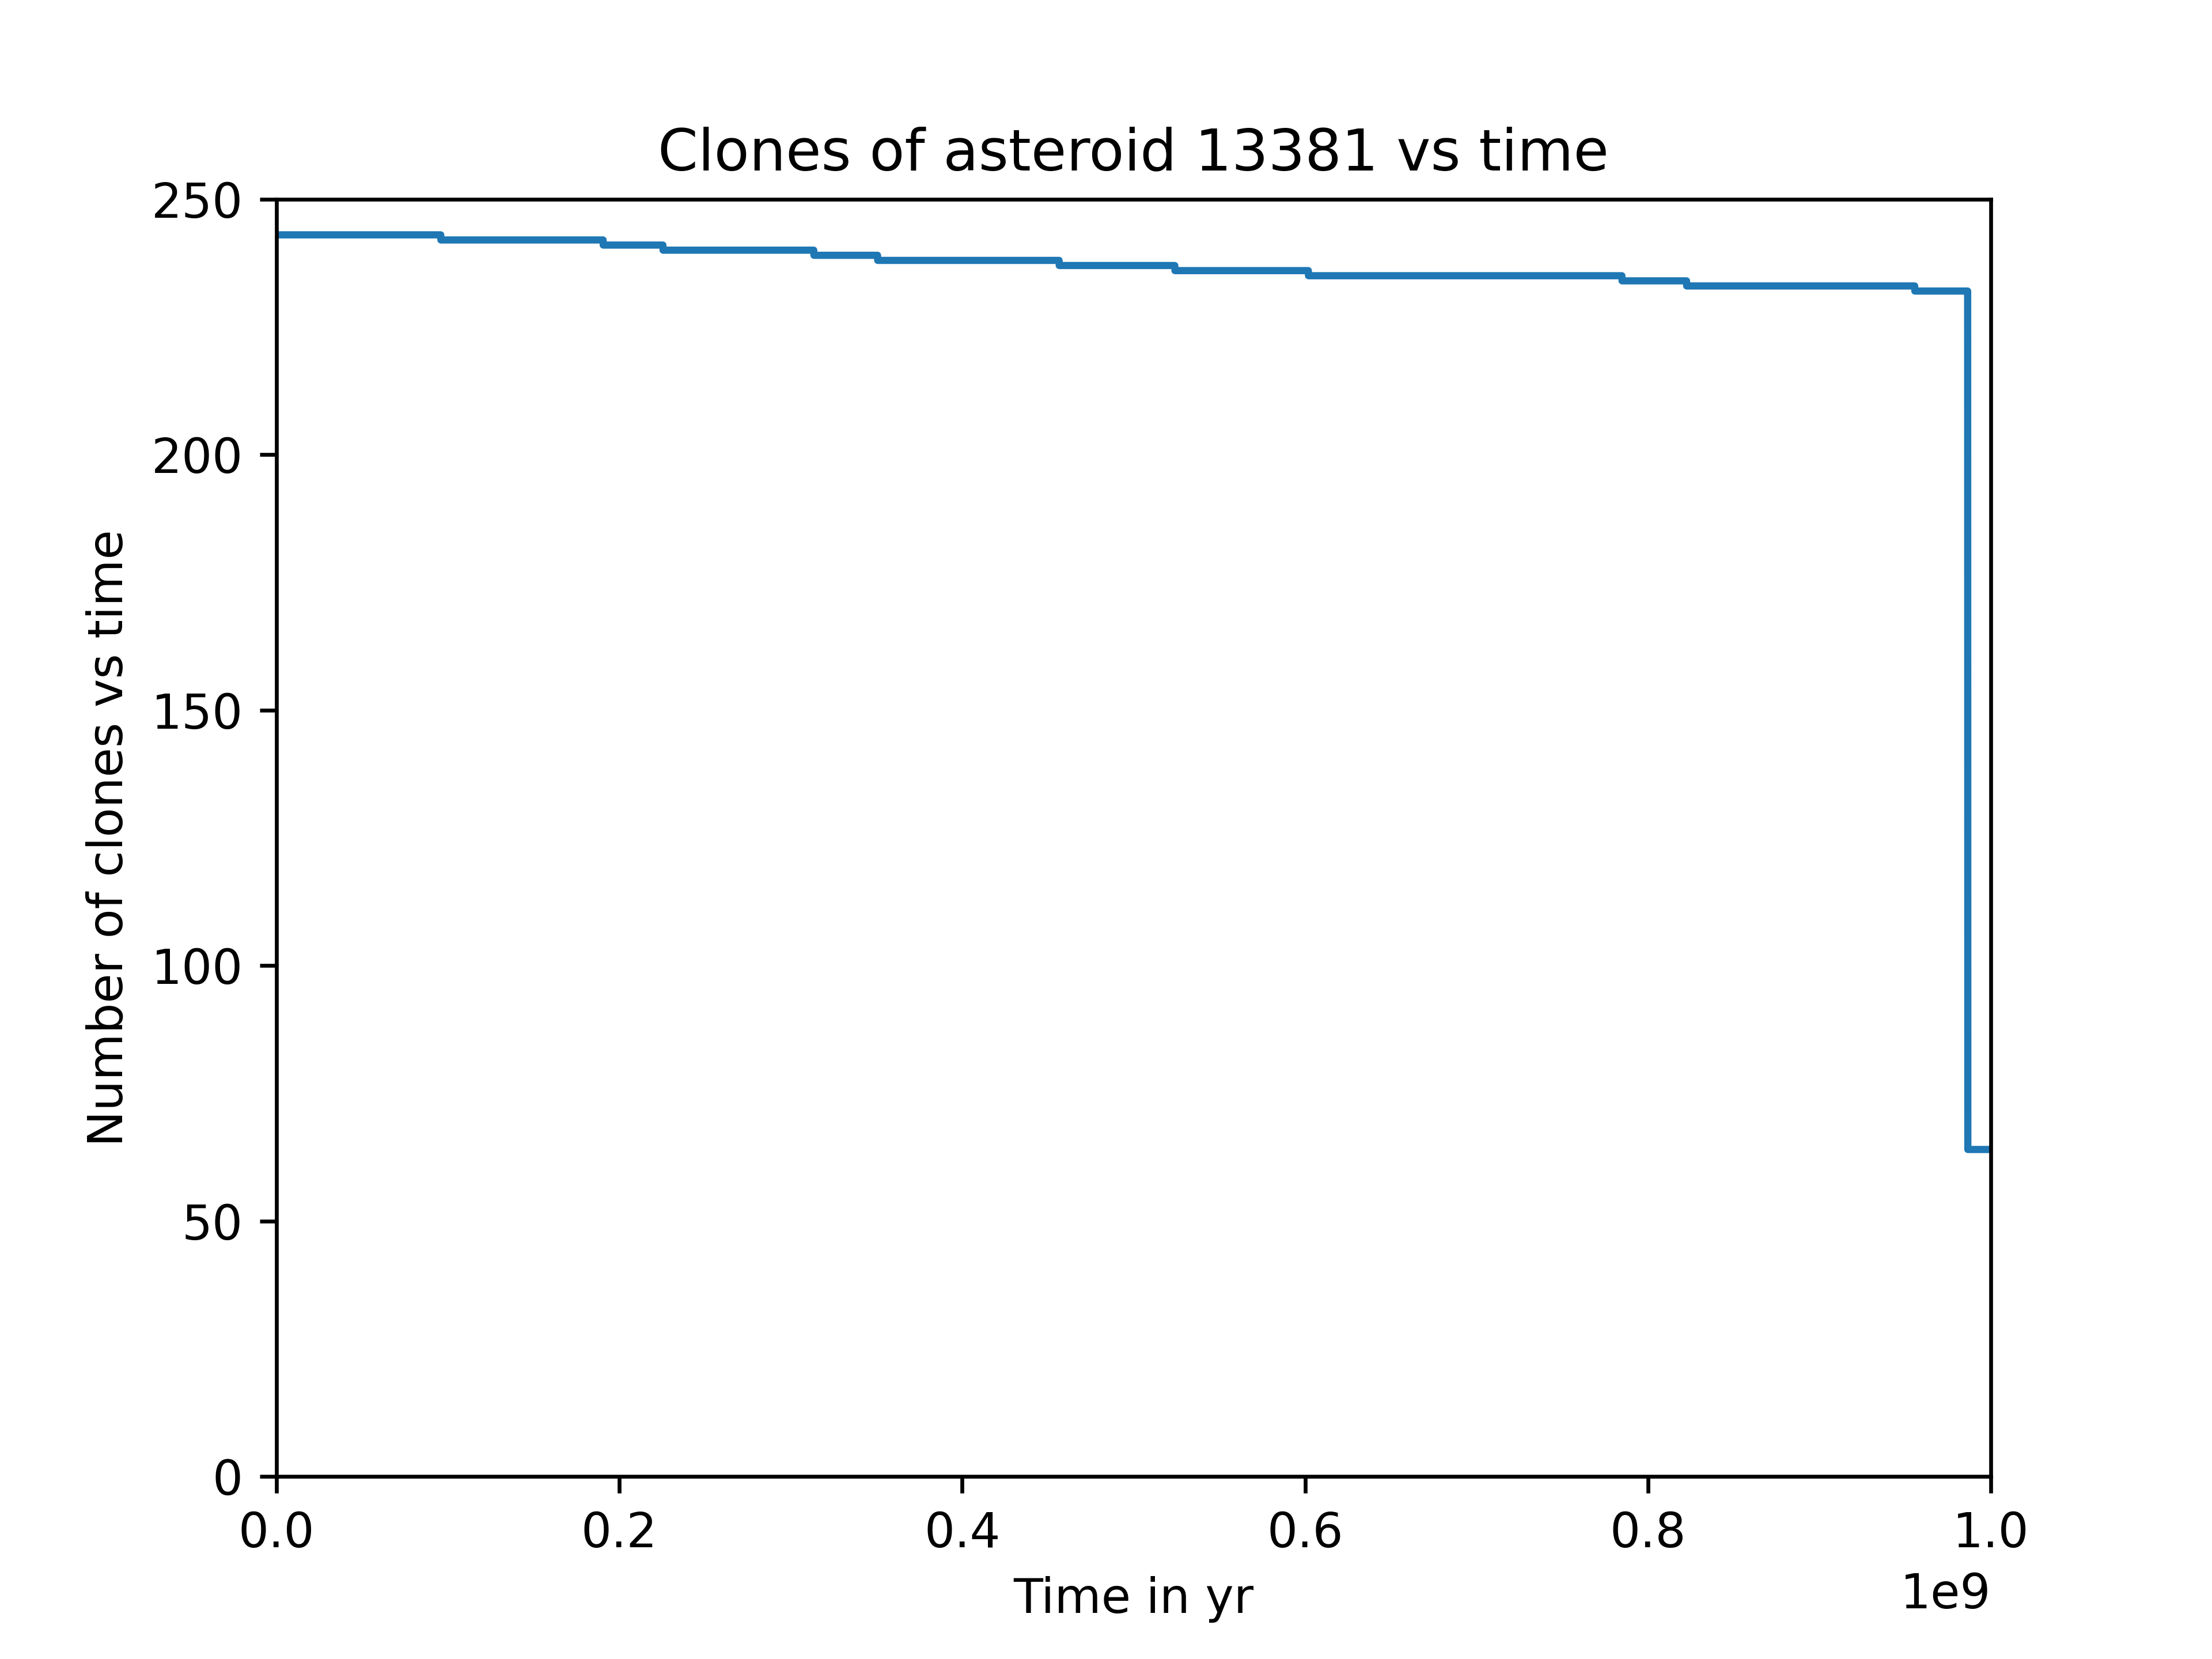 Clones of asteroid 13381 vs time
250
200
150
100
50
0
Number of clones vs time
0.0 0.2 0.4 0.6 0.8 1.0
1e9
Time in yr